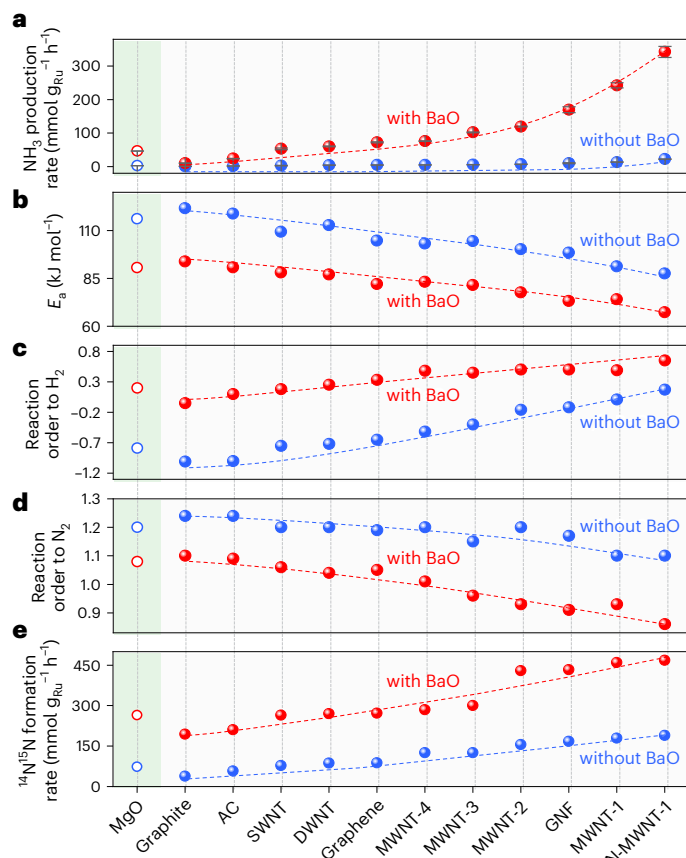 a
NH₃ production
rate (mmol g_Ru⁻¹ h⁻¹)
300
200
100
0
with BaO
without BaO
b
Eₐ (kJ mol⁻¹)
110
85
60
without BaO
with BaO
c
Reaction
order to H₂
0.8
0.3
−0.2
−0.7
−1.2
with BaO
without BaO
d
Reaction
order to N₂
1.3
1.2
1.1
1.0
0.9
without BaO
with BaO
e
¹⁴N¹⁵N formation
rate (mmol g_Ru⁻¹ h⁻¹)
450
300
150
0
with BaO
without BaO
MgO
Graphite
AC
SWNT
DWNT
Graphene
MWNT-4
MWNT-3
MWNT-2
GNF
MWNT-1
N-MWNT-1